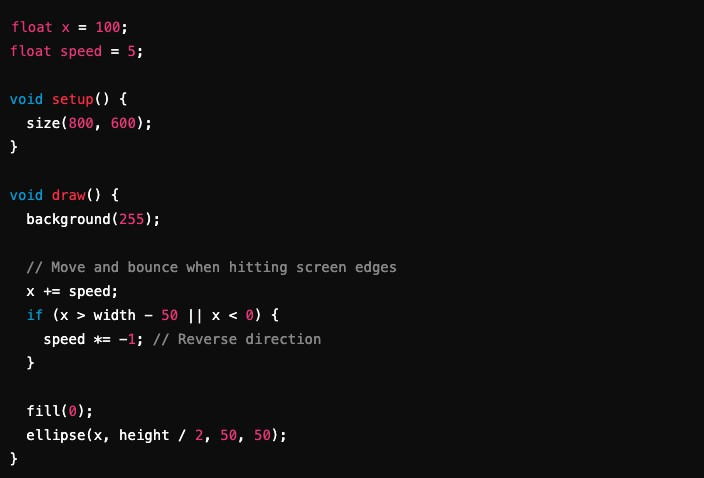 float x = 100;
float speed = 5;

void setup() {
  size(800, 600);
}

void draw() {
  background(255);

  // Move and bounce when hitting screen edges
  x += speed;
  if (x > width - 50 || x < 0) {
    speed *= -1; // Reverse direction
  }

  fill(0);
  ellipse(x, height / 2, 50, 50);
}